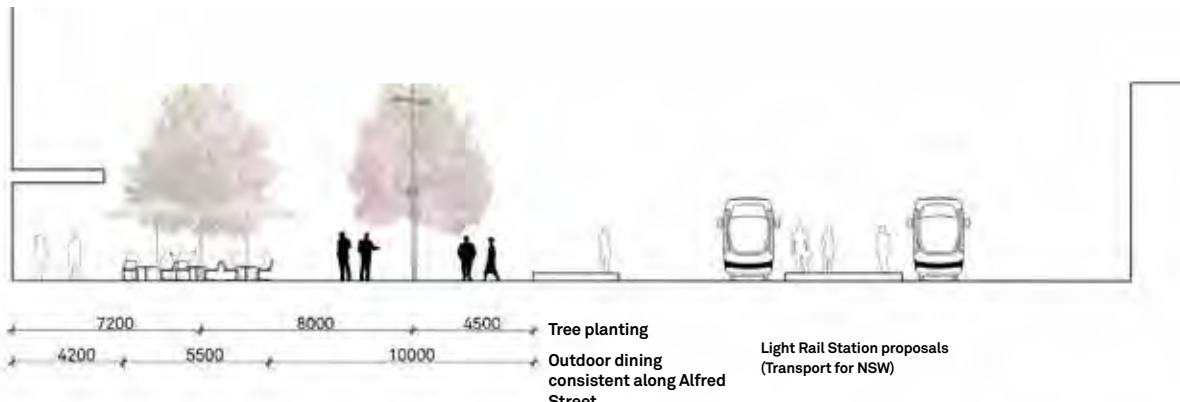 7200 8000 4500 Tree planting
4200 5500 10000 Outdoor dining
consistent along Alfred
Street
Light Rail Station proposals
(Transport for NSW)